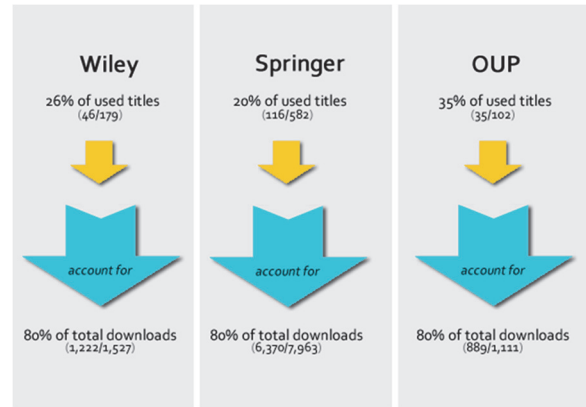 Wiley
26% of used titles
(46/179)
account for
80% of total downloads
(1,222/1,527)
Springer
20% of used titles
(116/582)
account for
80% of total downloads
(6,370/7,963)
OUP
35% of used titles
(35/102)
account for
80% of total downloads
(889/1,111)